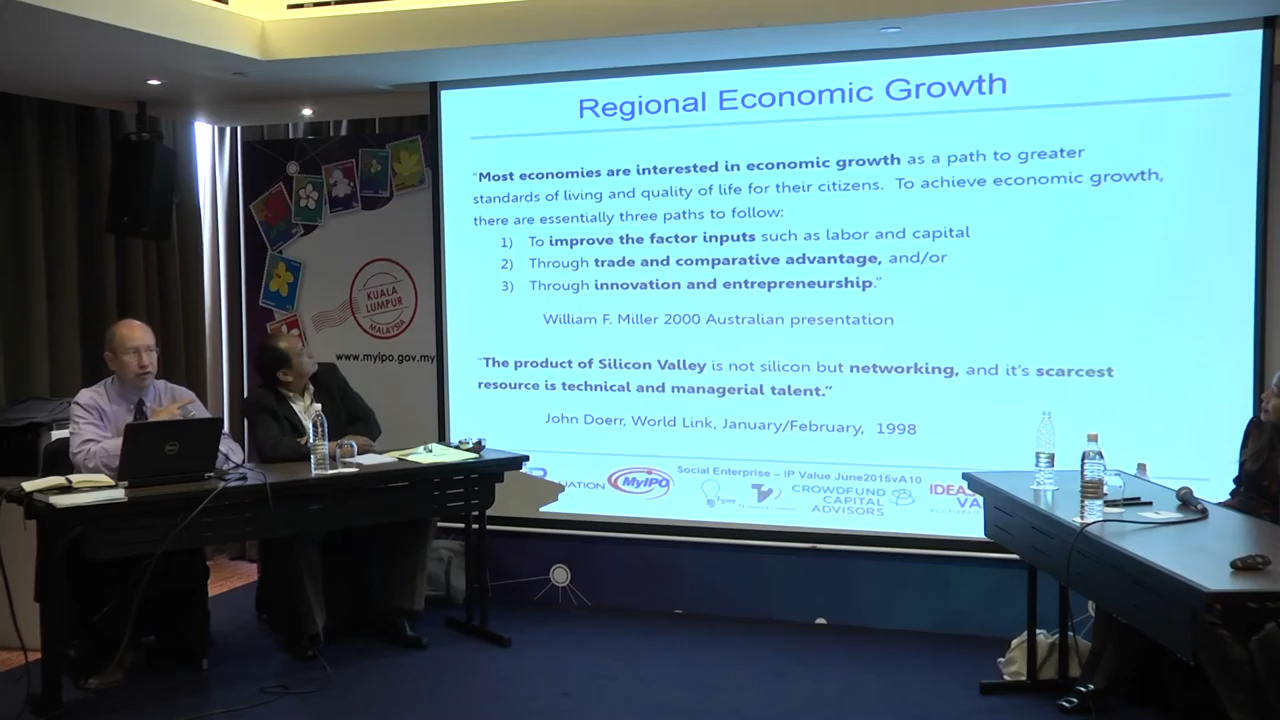 Regional Economic Growth
"Most economies are interested in economic growth as a path to greater
standards of living and quality of life for their citizens. To achieve economic growth,
there are essentially three paths to follow:
1) To improve the factor inputs such as labor and capital
2) Through trade and comparative advantage, and/or
3) Through innovation and entrepreneurship."
William F. Miller 2000 Australian presentation
"The product of Silicon Valley is not silicon but networking, and it's scarcest
resource is technical and managerial talent."
John Doerr, World Link, January/February, 1998
Social Enterprise – IP Value June2015vA10
MyIPO
CROWDFUND
CAPITAL
ADVISORS
IDEAS
VA
KUALA
LUMPUR
MALAYSIA
www.myipo.gov.my
DELL